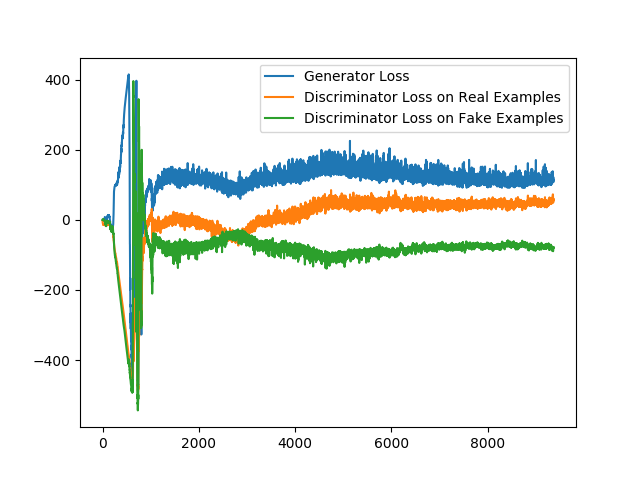 Generator Loss
Discriminator Loss on Real Examples
Discriminator Loss on Fake Examples
400
200
0
−200
−400
0 2000 4000 6000 8000